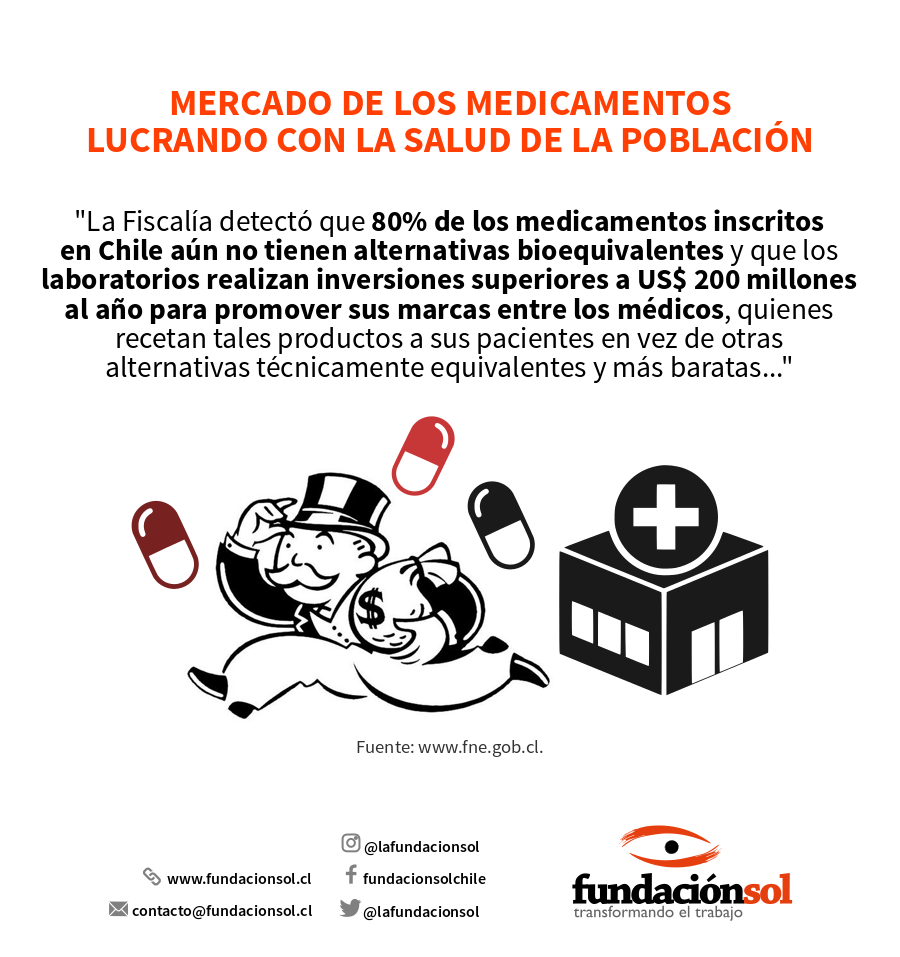 MERCADO DE LOS MEDICAMENTOS
LUCRANDO CON LA SALUD DE LA POBLACIÓN
"La Fiscalía detectó que 80% de los medicamentos inscritos
en Chile aún no tienen alternativas bioequivalentes y que los
laboratorios realizan inversiones superiores a US$ 200 millones
al año para promover sus marcas entre los médicos, quienes
recetan tales productos a sus pacientes en vez de otras
alternativas técnicamente equivalentes y más baratas..."
$
Fuente: www.fne.gob.cl.
@lafundacionsol
www.fundacionsol.cl
fundacionsolchile
contacto@fundacionsol.cl
@lafundacionsol
fundaciónsol
transformando el trabajo